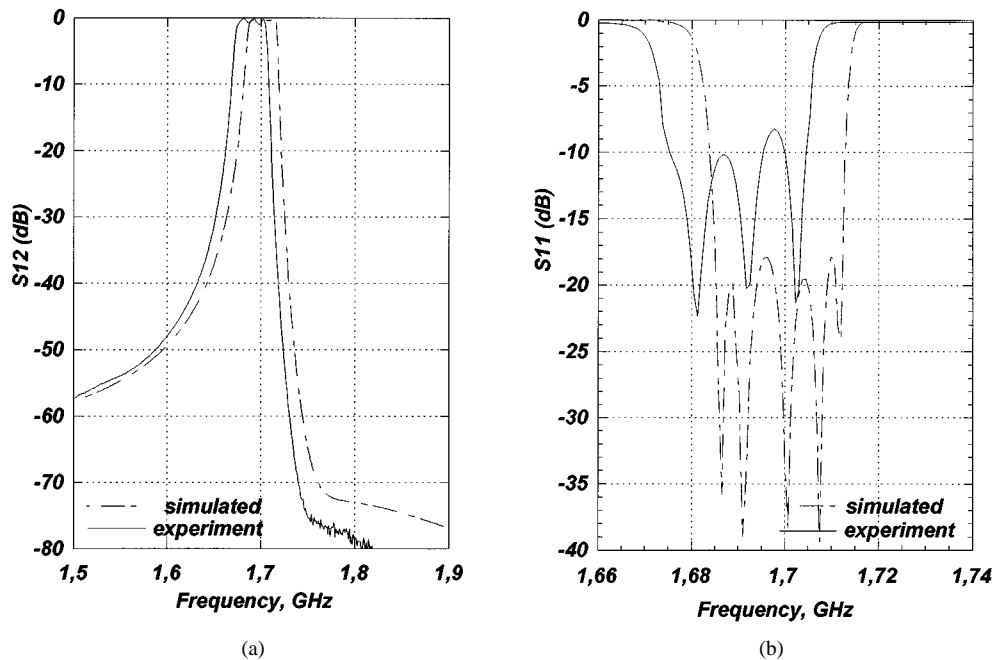 0
-10
-20
-30
-40
-50
-60
-70
-80
S12 (dB)
simulated
experiment
1,5
1,6
1,7
1,8
1,9
Frequency, GHz
(a)
0
-5
-10
-15
-20
-25
-30
-35
-40
S11 (dB)
simulated
experiment
1,66
1,68
1,7
1,72
1,74
Frequency, GHz
(b)